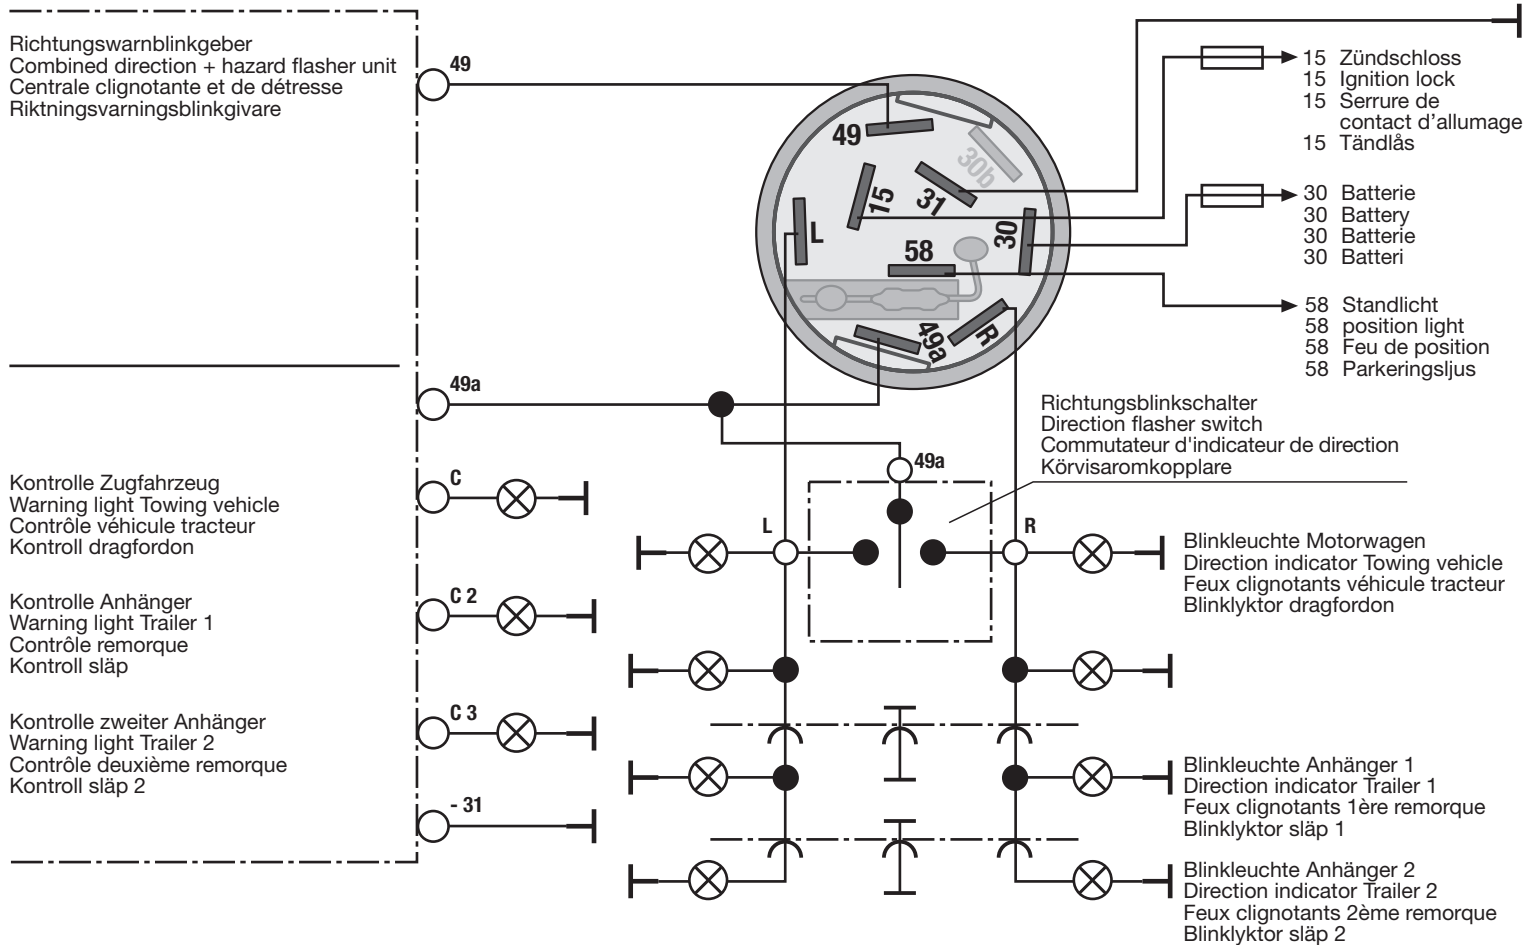 Richtungswarnblinkgeber
Combined direction + hazard flasher unit
Centrale clignotante et de détresse
Riktningsvarningsblinkgivare
49
49
30b
15
31
L
58
30
49a
R
15 Zündschloss
15 Ignition lock
15 Serrure de
contact d'allumage
15 Tändlås
30 Batterie
30 Battery
30 Batterie
30 Batteri
58 Standlicht
58 position light
58 Feu de position
58 Parkeringsljus
49a
Richtungsblinkschalter
Direction flasher switch
Commutateur d'indicateur de direction
Körvisaromkopplare
49a
L
R
Kontrolle Zugfahrzeug
Warning light Towing vehicle
Contrôle véhicule tracteur
Kontroll dragfordon
C
Blinkleuchte Motorwagen
Direction indicator Towing vehicle
Feux clignotants véhicule tracteur
Blinklyktor dragfordon
Kontrolle Anhänger
Warning light Trailer 1
Contrôle remorque
Kontroll släp
C 2
Kontrolle zweiter Anhänger
Warning light Trailer 2
Contrôle deuxième remorque
Kontroll släp 2
C 3
- 31
Blinkleuchte Anhänger 1
Direction indicator Trailer 1
Feux clignotants 1ère remorque
Blinklyktor släp 1
Blinkleuchte Anhänger 2
Direction indicator Trailer 2
Feux clignotants 2ème remorque
Blinklyktor släp 2